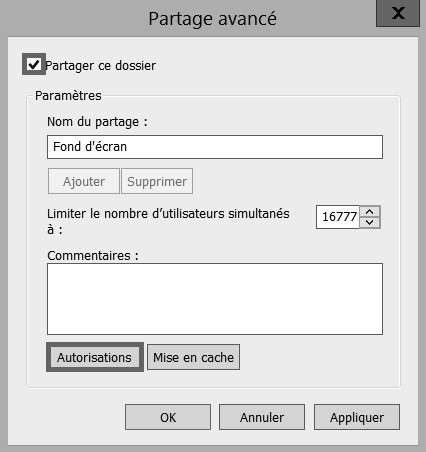 Partage avancé
X
Partager ce dossier
Paramètres
Nom du partage :
Fond d'écran
Ajouter Supprimer
Limiter le nombre d’utilisateurs simultanés
à :
16777
Commentaires :
Autorisations Mise en cache
OK Annuler Appliquer